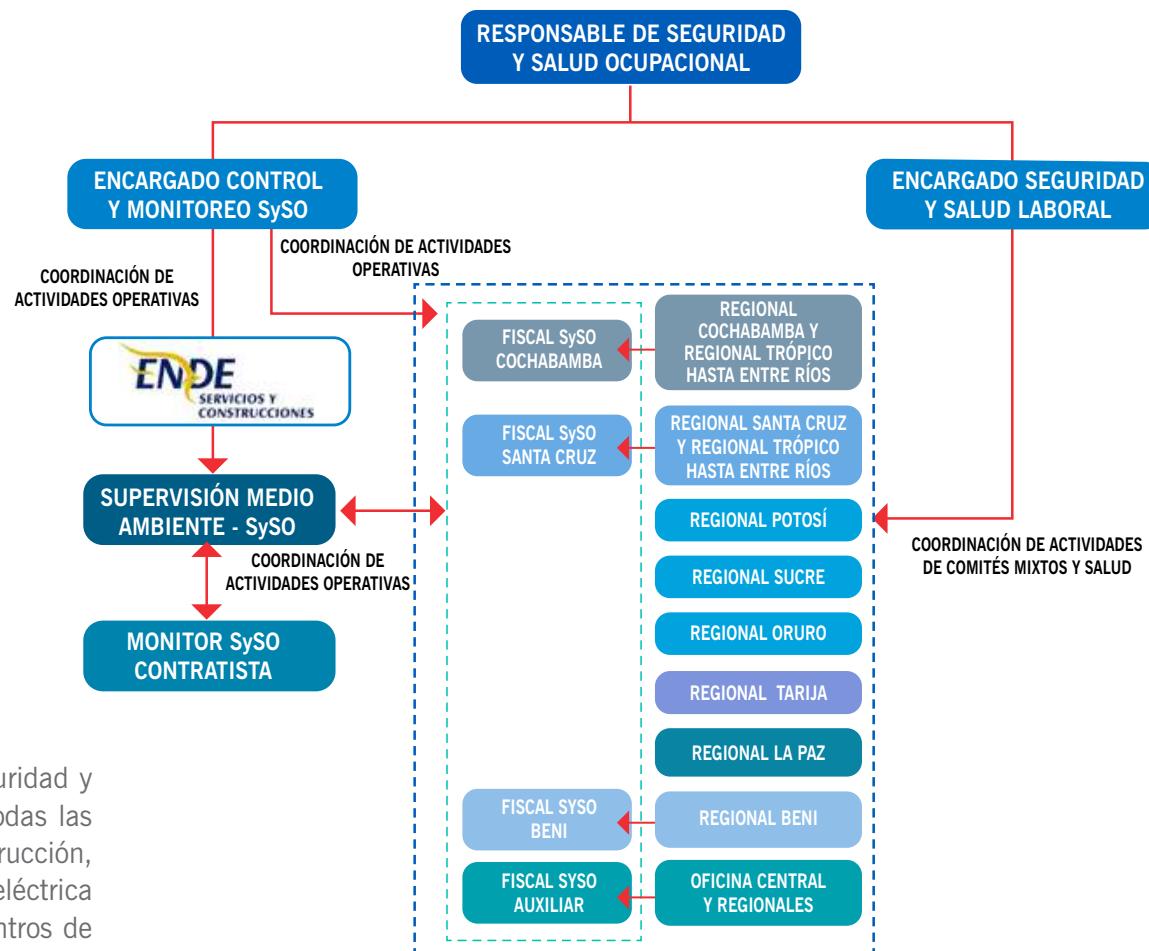 RESPONSABLE DE SEGURIDAD
Y SALUD OCUPACIONAL
ENCARGADO CONTROL
Y MONITOREO SySO
ENCARGADO SEGURIDAD
Y SALUD LABORAL
COORDINACIÓN DE ACTIVIDADES
OPERATIVAS
COORDINACIÓN DE
ACTIVIDADES OPERATIVAS
ENDE
SERVICIOS Y
CONSTRUCCIONES
SUPERVISIÓN MEDIO
AMBIENTE - SySO
COORDINACIÓN DE
ACTIVIDADES OPERATIVAS
MONITOR SySO
CONTRATISTA
FISCAL SySO
COCHABAMBA
REGIONAL
COCHABAMBA Y
REGIONAL TRÓPICO
HASTA ENTRE RÍOS
FISCAL SySO
SANTA CRUZ
REGIONAL SANTA CRUZ
Y REGIONAL TRÓPICO
HASTA ENTRE RÍOS
REGIONAL POTOSÍ
REGIONAL SUCRE
REGIONAL ORURO
REGIONAL TARIJA
REGIONAL LA PAZ
FISCAL SYSO
BENI
REGIONAL BENI
FISCAL SYSO
AUXILIAR
OFICINA CENTRAL
Y REGIONALES
COORDINACIÓN DE ACTIVIDADES
DE COMITÉS MIXTOS Y SALUD
uridad y
odas las
rucción,
eléctrica
ntros de